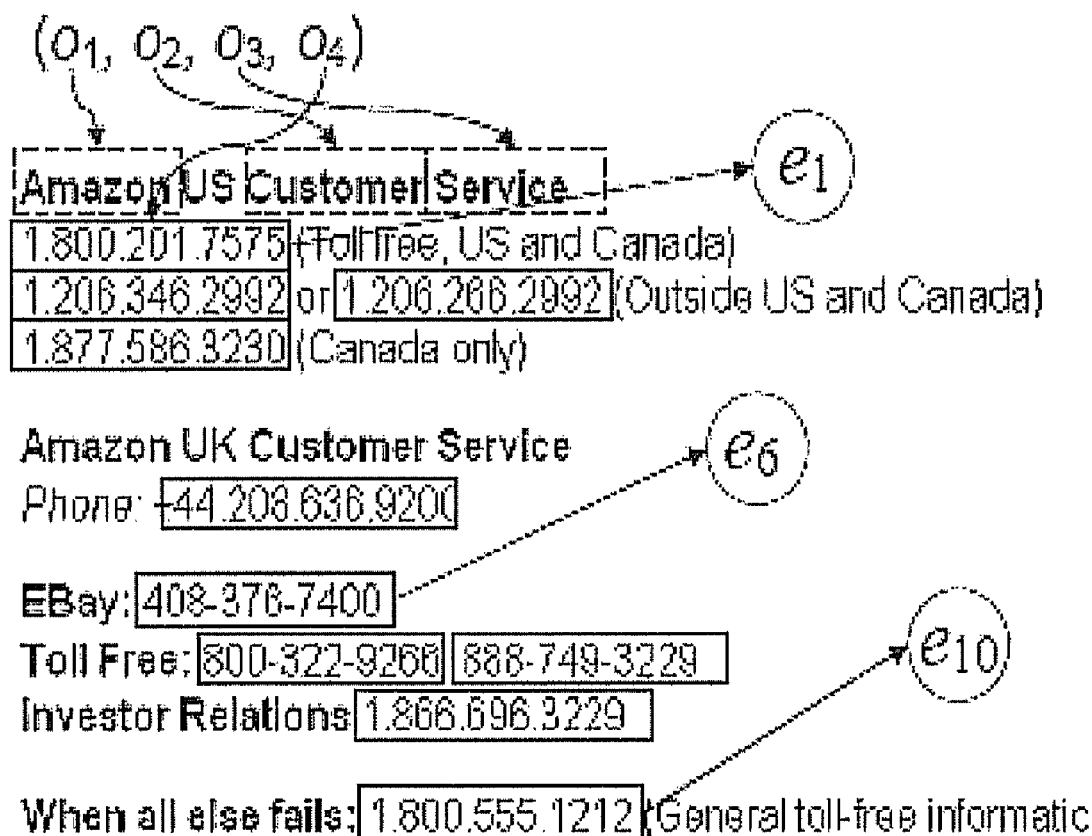 (o1, o2, o3, o4)
Amazon US Customer Service
e1
1.800.201.7575 (Toll free, US and Canada)
1.206.346.2992 or 1.206.266.2992 (Outside US and Canada)
1.877.586.3230 (Canada only)
Amazon UK Customer Service
e6
Phone: +44.208.636.9200
EBay: 408-376-7400
Toll Free: 800-322-9266 888-749-3229
e10
Investor Relations 1.866.696.3229
When all else fails: 1.800.555.1212 (General toll-free informatic